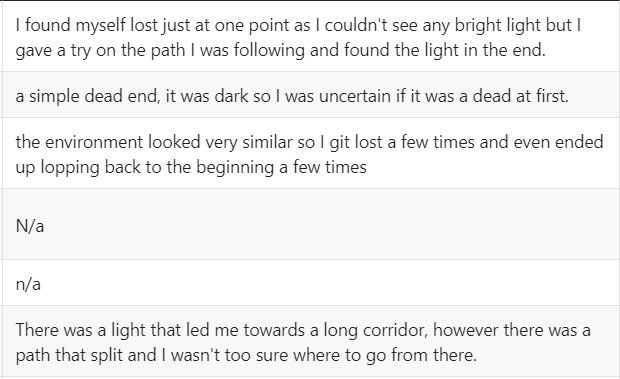 I found myself lost just at one point as I couldn't see any bright light but I
gave a try on the path I was following and found the light in the end.
a simple dead end, it was dark so I was uncertain if it was a dead at first.
the environment looked very similar so I git lost a few times and even ended
up lopping back to the beginning a few times
N/a
n/a
There was a light that led me towards a long corridor, however there was a
path that split and I wasn't too sure where to go from there.